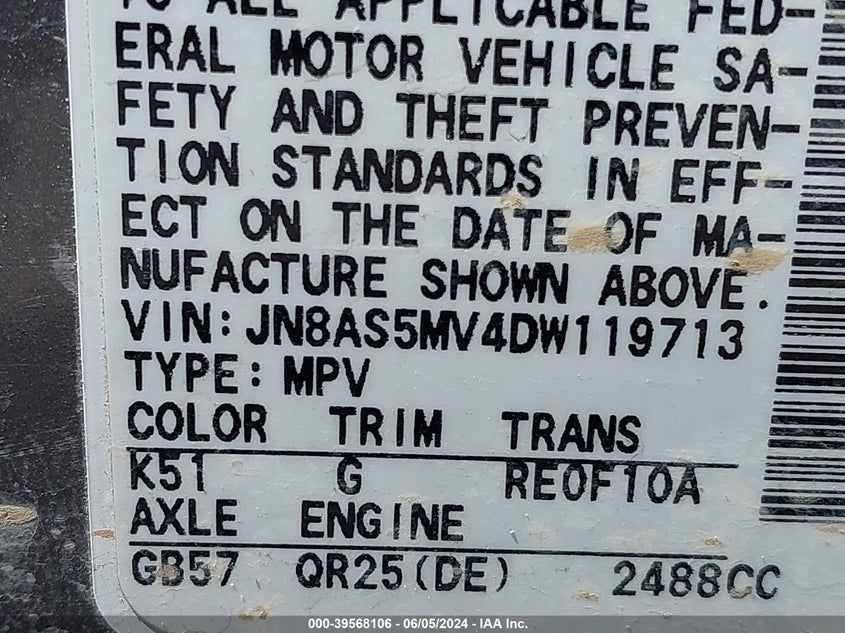 TO ALL APPLICABLE FED-
ERAL MOTOR VEHICLE SA-
FETY AND THEFT PREVEN-
TION STANDARDS IN EFF-
ECT ON THE DATE OF MA-
NUFACTURE SHOWN ABOVE.
VIN:JN8AS5MV4DW119713
TYPE:MPV
COLOR TRIM TRANS
K51 G RE0F10A
AXLE ENGINE
GB57 QR25(DE) 2488CC
000-39568106 - 06/05/2024 - IAA Inc.